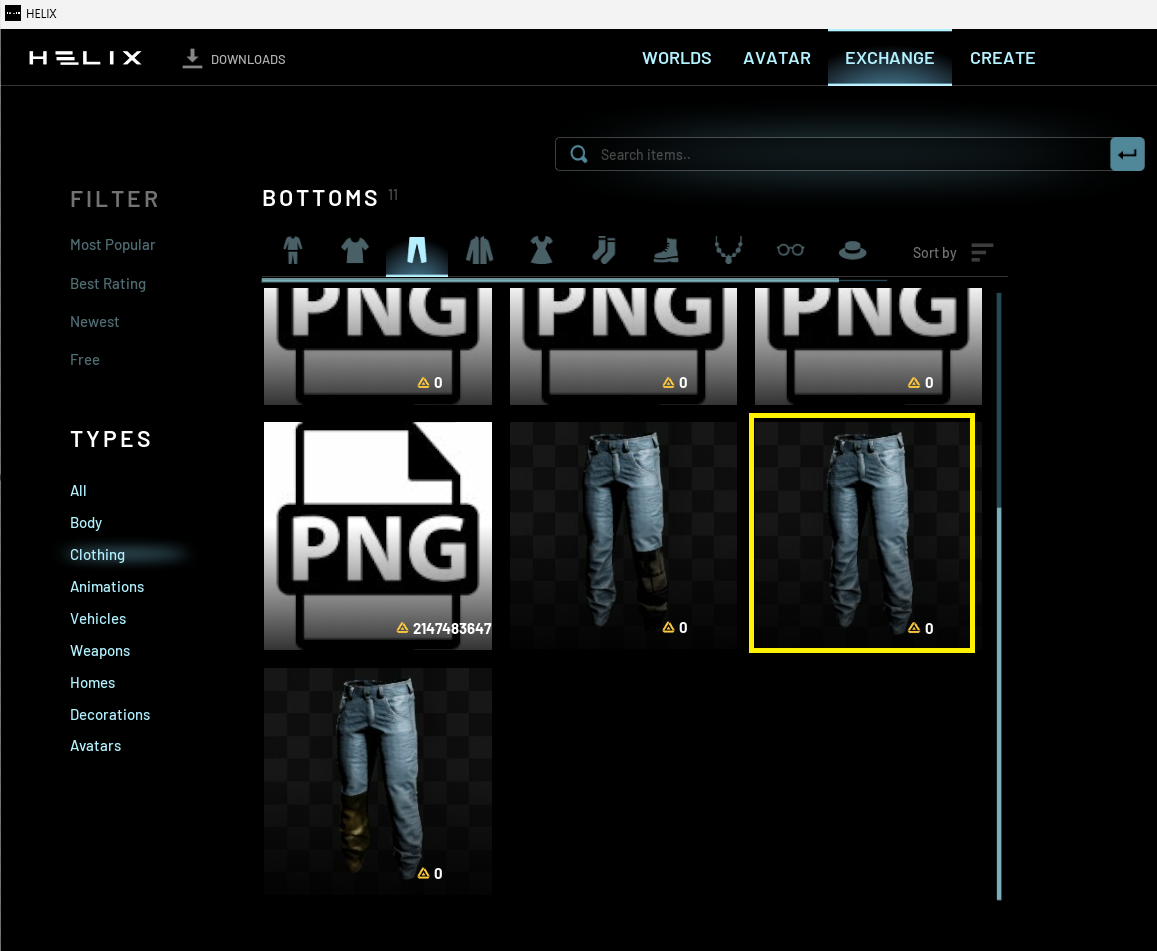 HELIX
HELIX
DOWNLOADS
WORLDS
AVATAR
EXCHANGE
CREATE
Search items..
FILTER
BOTTOMS 11
Most Popular
Best Rating
Newest
Free
Sort by
PNG
PNG
PNG
0
0
0
TYPES
All
Body
Clothing
Animations
Vehicles
Weapons
Homes
Decorations
Avatars
PNG
2147483647
0
0
0